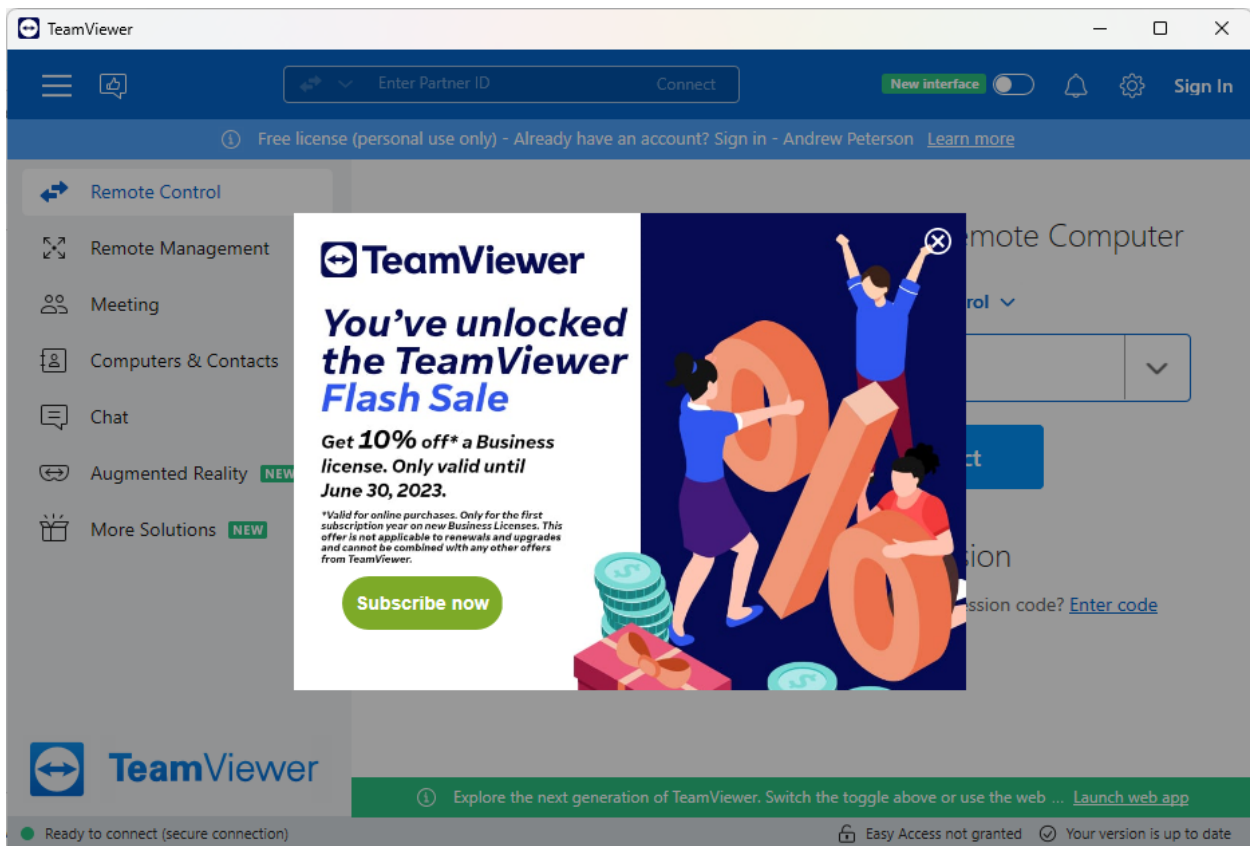 TeamViewer
Enter Partner ID Connect New interface Sign In
Free license (personal use only) - Already have an account? Sign in - Andrew Peterson Learn more
Remote Control
Remote Management
Meeting
Computers & Contacts
Chat
Augmented Reality NEW
More Solutions NEW
TeamViewer
TeamViewer
You've unlocked
the TeamViewer
Flash Sale
Get 10% off* a Business
license. Only valid until
June 30, 2023.
*Valid for online purchases. Only for the first
subscription year on new Business Licenses. This
offer is not applicable to renewals and upgrades
and cannot be combined with any other offers
from TeamViewer.
Subscribe now
Computer
code? Enter code
Explore the next generation of TeamViewer. Switch the toggle above or use the web ... Launch web app
Ready to connect (secure connection) Easy Access not granted Your version is up to date